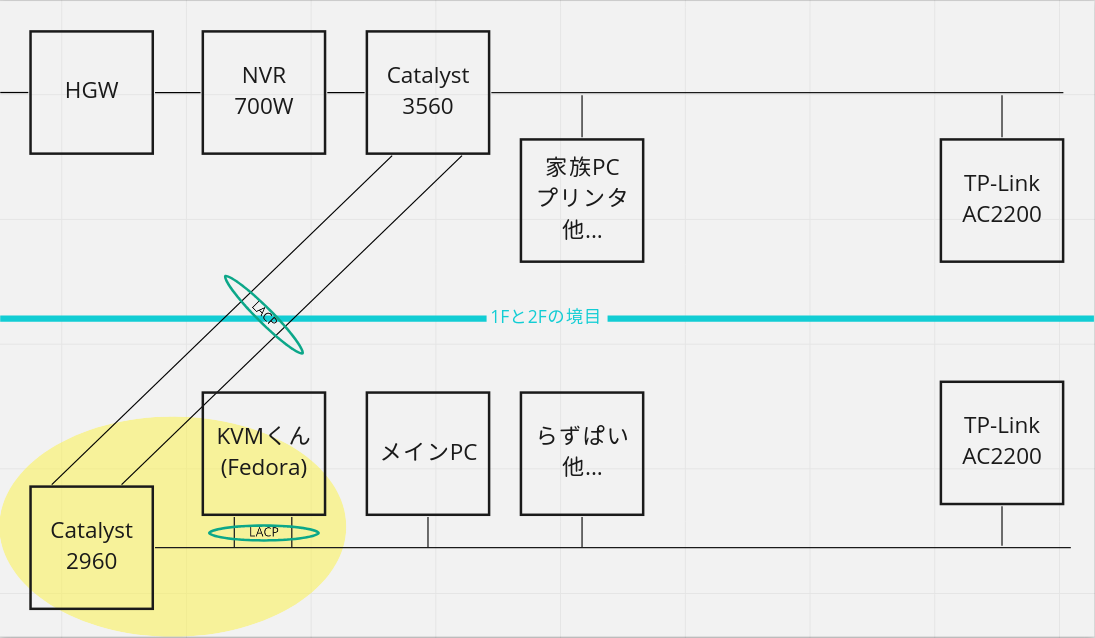 HGW
NVR
700W
Catalyst
3560
家族PC
プリンタ
他...
TP-Link
AC2200
LACP
1Fと2Fの境目
KVMくん
(Fedora)
メインPC
らずぱい
他...
TP-Link
AC2200
LACP
Catalyst
2960